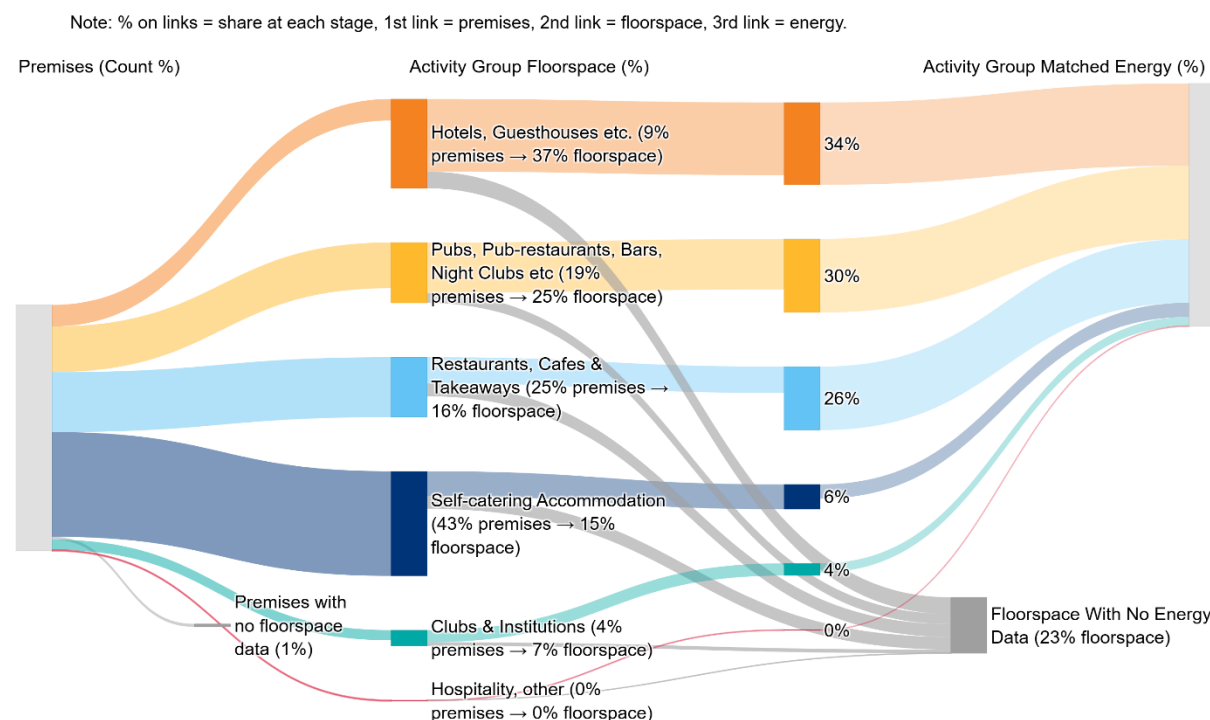 Note: % on links = share at each stage, 1st link = premises, 2nd link = floorspace, 3rd link = energy.
Premises (Count %)
Activity Group Floorspace (%)
Activity Group Matched Energy (%)
Hotels, Guesthouses etc. (9%
premises → 37% floorspace)
34%
Pubs, Pub-restaurants, Bars,
Night Clubs etc (19%
premises → 25% floorspace)
30%
Restaurants, Cafes &
Takeaways (25% premises →
16% floorspace)
26%
Self-catering Accommodation
(43% premises → 15%
floorspace)
6%
4%
Premises with
no floorspace
data (1%)
Clubs & Institutions (4%
premises → 7% floorspace)
0%
Floorspace With No Energy
Data (23% floorspace)
Hospitality, other (0%
premises → 0% floorspace)